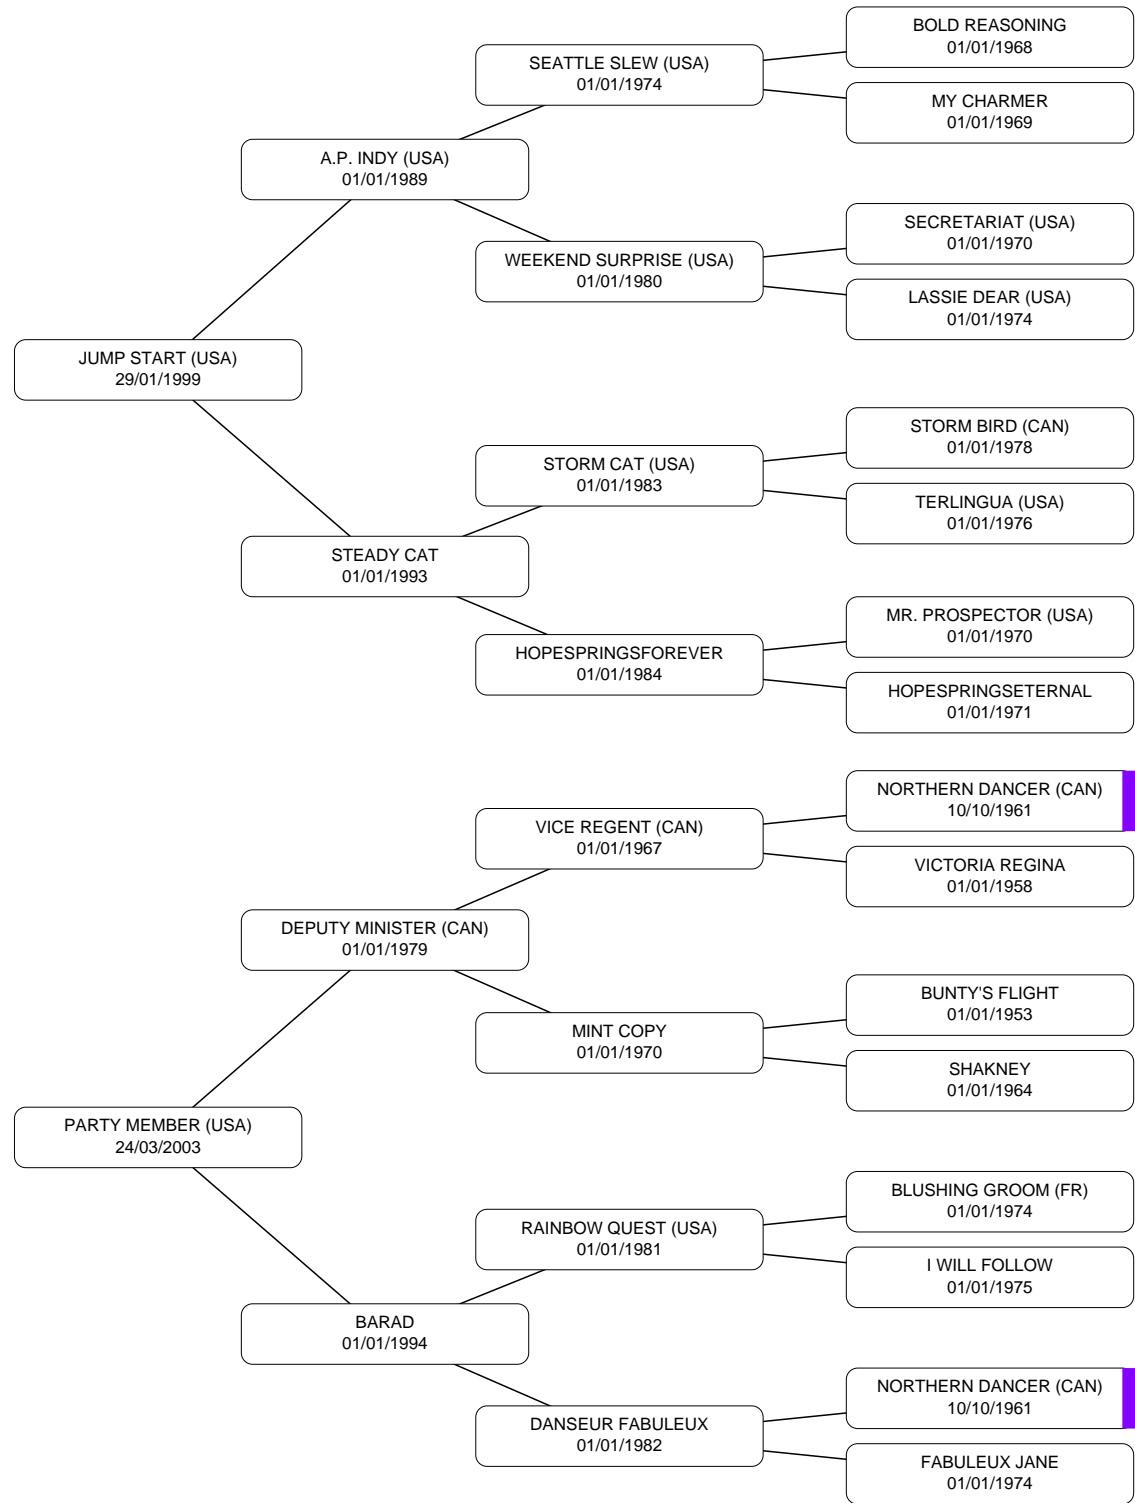 BOLD REASONING
01/01/1968
SEATTLE SLEW (USA)
01/01/1974
MY CHARMER
01/01/1969
A.P. INDY (USA)
01/01/1989
SECRETARIAT (USA)
01/01/1970
WEEKEND SURPRISE (USA)
01/01/1980
LASSIE DEAR (USA)
01/01/1974
JUMP START (USA)
29/01/1999
STORM BIRD (CAN)
01/01/1978
STORM CAT (USA)
01/01/1983
TERLINGUA (USA)
01/01/1976
STEADY CAT
01/01/1993
MR. PROSPECTOR (USA)
01/01/1970
HOPESPRINGSFOREVER
01/01/1984
HOPESPRINGSETERNAL
01/01/1971
NORTHERN DANCER (CAN)
10/10/1961
VICE REGENT (CAN)
01/01/1967
VICTORIA REGINA
01/01/1958
DEPUTY MINISTER (CAN)
01/01/1979
BUNTY'S FLIGHT
01/01/1953
MINT COPY
01/01/1970
SHAKNEY
01/01/1964
PARTY MEMBER (USA)
24/03/2003
BLUSHING GROOM (FR)
01/01/1974
RAINBOW QUEST (USA)
01/01/1981
I WILL FOLLOW
01/01/1975
BARAD
01/01/1994
NORTHERN DANCER (CAN)
10/10/1961
DANSEUR FABULEUX
01/01/1982
FABULEUX JANE
01/01/1974